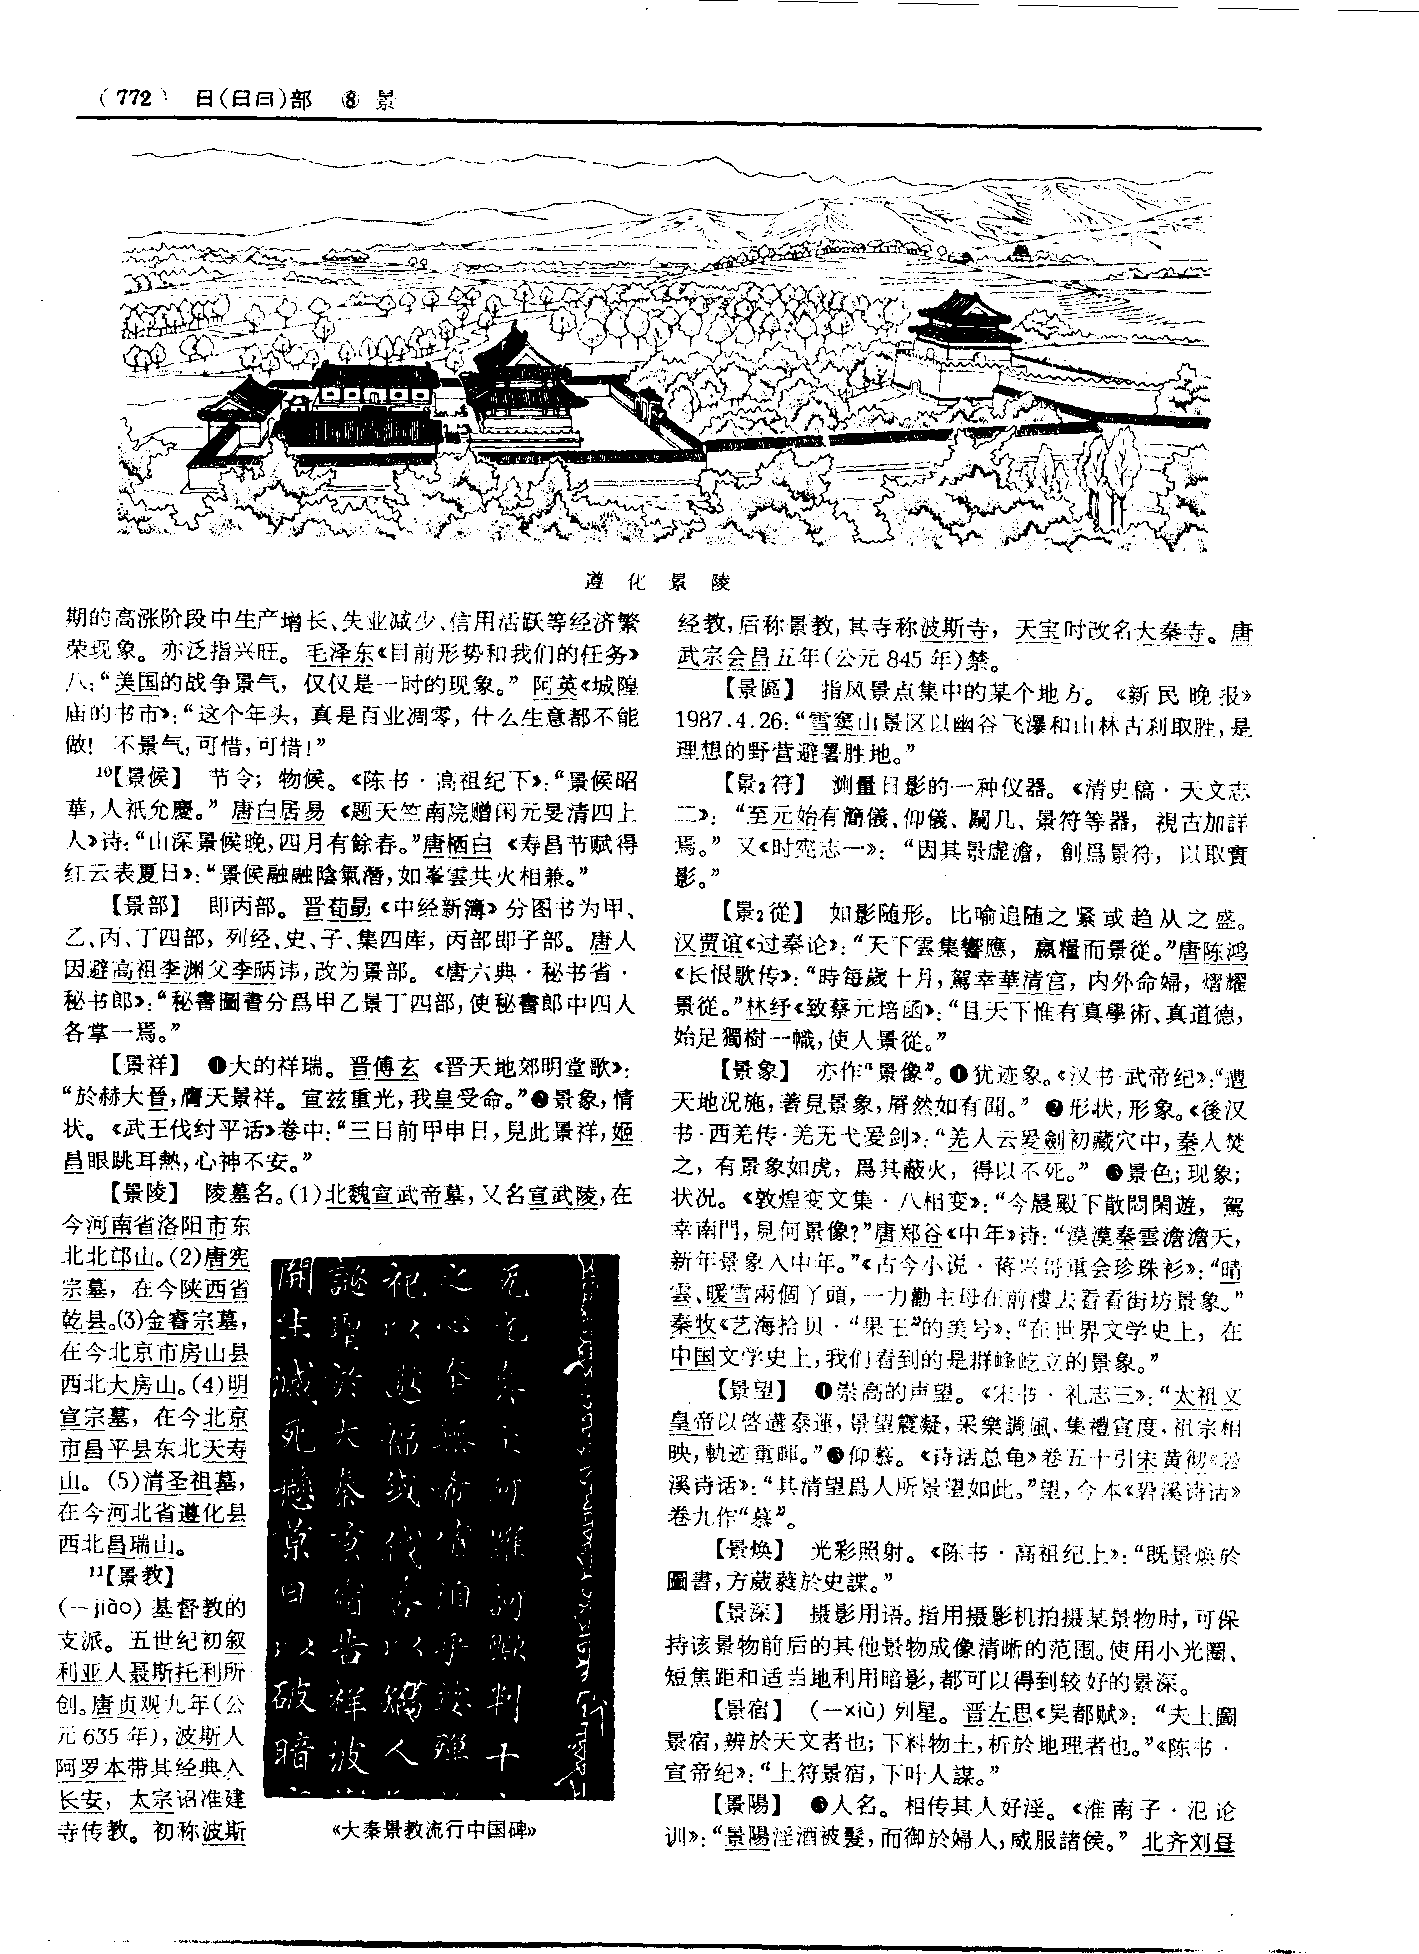 (772) 日(日曰)部 ⑧ 景
遵化景陵
期的高涨阶段中生产增长、失业减少、信用活跃等经济繁
荣现象。亦泛指兴旺。毛泽东《目前形势和我们的任务》
八：“美国的战争景气，仅仅是一时的现象。”阿英《城隍
庙的书市》：“这个年头，真是百业凋零，什么生意都不能
做！不景气，可惜，可惜！”
¹⁰【景候】 节令；物候。《陈书·高祖纪下》：“景候昭
華，人祇允慶。”唐白居易《题天竺南院赠闲元旻清四上
人》诗：“山深景候晚，四月有餘春。”唐栖白《寿昌节赋得
红云表夏日》：“景候融融陰氣潛，如峯雲共火相兼。”
【景部】 即丙部。晋荀勗《中经新簿》分图书为甲、
乙、丙、丁四部，列经、史、子、集四库，丙部即子部。唐人
因避高祖李渊父李昞讳，改为景部。《唐六典·秘书省·
秘书郎》：“秘書圖書分爲甲乙景丁四部，使秘書郎中四人
各掌一焉。”
【景祥】 ❶大的祥瑞。晋傅玄《晋天地郊明堂歌》：
“於赫大晉，膺天景祥。宣兹重光，我皇受命。”❷景象，情
状。《武王伐纣平话》卷中：“三日前甲申日，見此景祥，姬
昌眼跳耳熱，心神不安。”
【景陵】 陵墓名。(1)北魏宣武帝墓，又名宣武陵，在
今河南省洛阳市东
北北邙山。(2)唐宪
宗墓，在今陕西省
乾县。(3)金睿宗墓，
在今北京市房山县
西北大房山。(4)明
宣宗墓，在今北京
市昌平县东北天寿
山。(5)清圣祖墓，
在今河北省遵化县
西北昌瑞山。
¹¹【景教】
(－jiào)基督教的
支派。五世纪初叙
利亚人聂斯托利所
创。唐贞观九年(公
元635年)，波斯人
阿罗本带其经典入
长安，太宗诏准建
寺传教。初称波斯
《大秦景教流行中国碑》
经教，后称景教，其寺称波斯寺，天宝时改名大秦寺。唐
武宗会昌五年(公元845年)禁。
【景區】 指风景点集中的某个地方。《新民晚报》
1987.4.26：“雪窦山景区以幽谷飞瀑和山林古刹取胜，是
理想的野营避署胜地。”
【景₂符】 测量日影的一种仪器。《清史稿·天文志
二》：“至元始有簡儀、仰儀、闚几、景符等器，視古加詳
焉。”又《时宪志一》：“因其景虚澹，創爲景符，以取實
影。”
【景₂從】 如影随形。比喻追随之紧或趋从之盛。
汉贾谊《过秦论》：“天下雲集響應，嬴糧而景從。”唐陈鸿
《长恨歌传》：“時每歲十月，駕幸華清宫，内外命婦，熠耀
景從。”林纾《致蔡元培函》：“且天下惟有真學術、真道德，
始足獨樹一幟，使人景從。”
【景象】 亦作“景像”。❶犹迹象。《汉书·武帝纪》：“遭
天地況施，著見景象，屑然如有聞。”❷形状，形象。《後汉
书·西羌传·羌无弋爰剑》：“羌人云爰劍初藏穴中，秦人焚
之，有景象如虎，爲其蔽火，得以不死。”❸景色；现象；
状况。《敦煌变文集·八相变》：“今晨殿下散悶閑遊，駕
幸南門，見何景像？”唐郑谷《中年》诗：“漠漠秦雲澹澹天，
新年景象入中年。”《古今小说·蒋兴哥重会珍珠衫》：“晴
雲、暖雪兩個丫頭，一力勸主母在前樓去看看街坊景象。”
秦牧《艺海拾贝·“果王”的美号》：“在世界文学史上，在
中国文学史上，我们看到的是群峰屹立的景象。”
【景望】 ❶崇高的声望。《宋书·礼志三》：“太祖文
皇帝以啓遘泰運，景望震凝，采樂調風，集禮宣度，祖宗相
映，軌迹重暉。”❷仰慕。《诗话总龟》卷五十引宋黄彻《䂬
溪诗话》：“其清望爲人所景望如此。”望，今本《䂬溪诗话》
卷九作“慕”。
【景焕】 光彩照射。《陈书·高祖纪上》：“既景焕於
圖書，方葳蕤於史諜。”
【景深】 摄影用语。指用摄影机拍摄某景物时，可保
持该景物前后的其他景物成像清晰的范围。使用小光圈、
短焦距和适当地利用暗影，都可以得到较好的景深。
【景宿】 (－xiù)列星。晋左思《吴都赋》：“夫上圖
景宿，辨於天文者也；下料物土，析於地理者也。”《陈书·
宣帝纪》：“上符景宿，下叶人謀。”
【景陽】 ❸人名。相传其人好淫。《淮南子·氾论
训》：“景陽淫酒被髮，而御於婦人，威服諸侯。”北齐刘昼